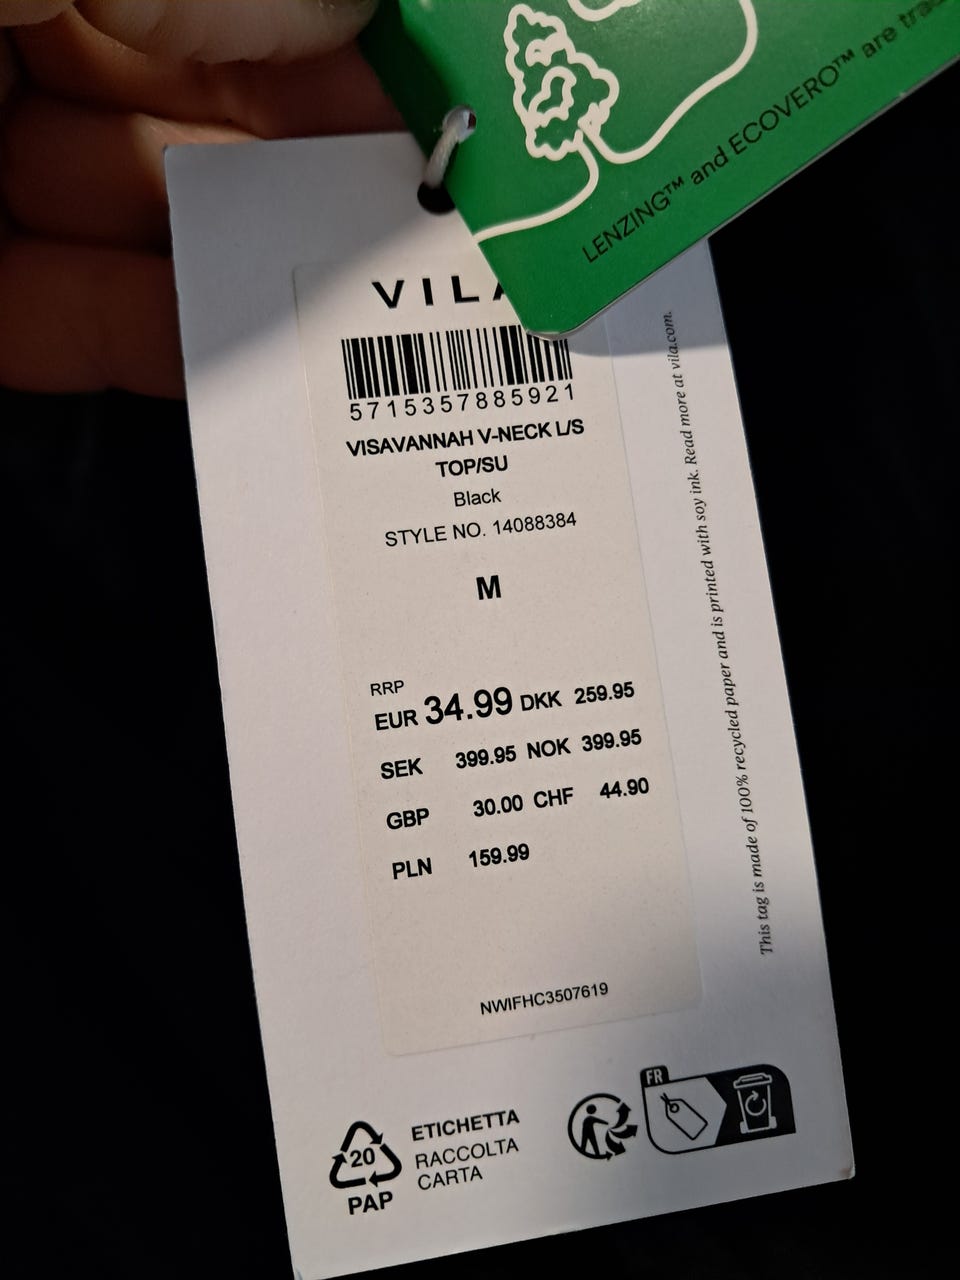 LENZING™ and ECOVERO™ are
VILA
5715357885921
VISAVANNAH V-NECK L/S
TOP/SU
Black
STYLE NO. 14088384
M
RRP
EUR 34.99 DKK 259.95
SEK 399.95 NOK 399.95
GBP 30.00 CHF 44.90
PLN 159.99
NWIFHC3507619
This tag is made of 100% recycled paper and is printed with soy ink. Read more at vila.com.
20
PAP
ETICHETTA
RACCOLTA
CARTA
FR